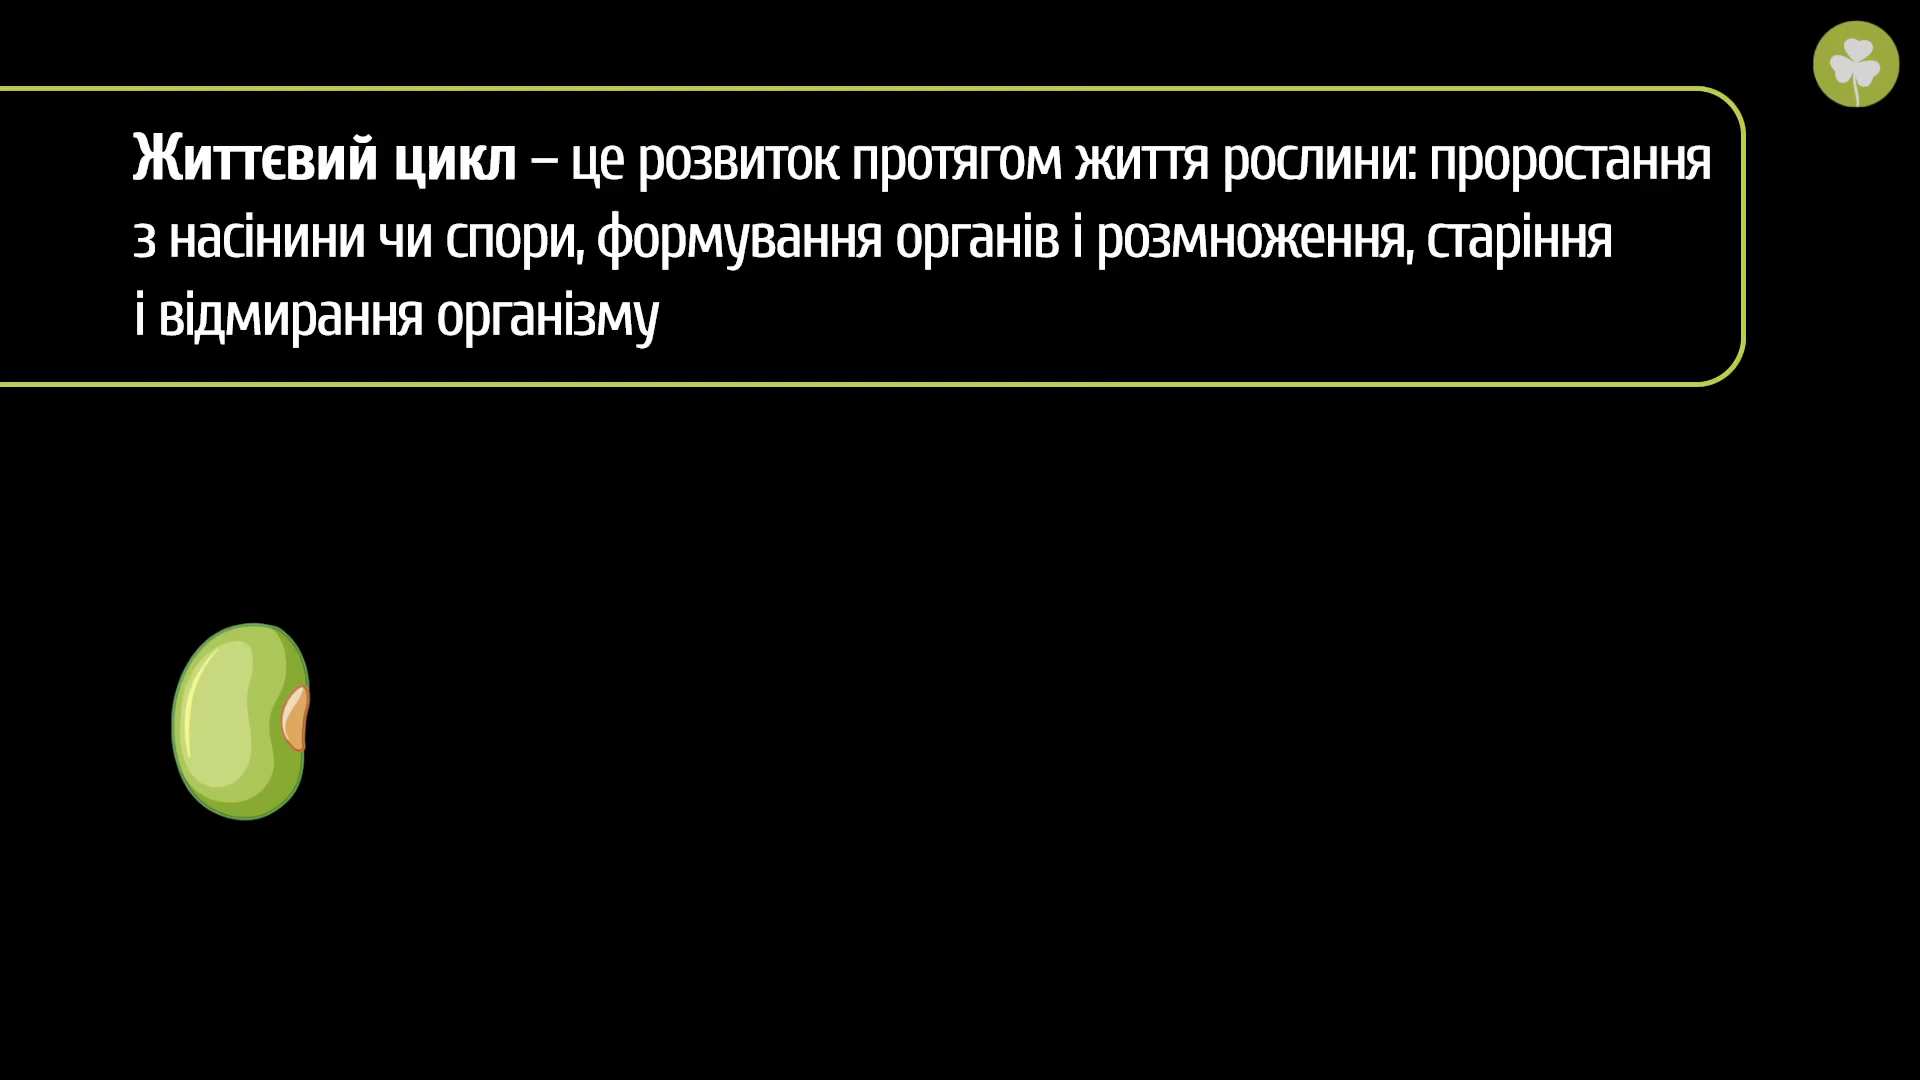 Життєвий цикл – це розвиток протягом життя рослини: проростання
з насінини чи спори, формування органів і розмноження, старіння
і відмирання організму